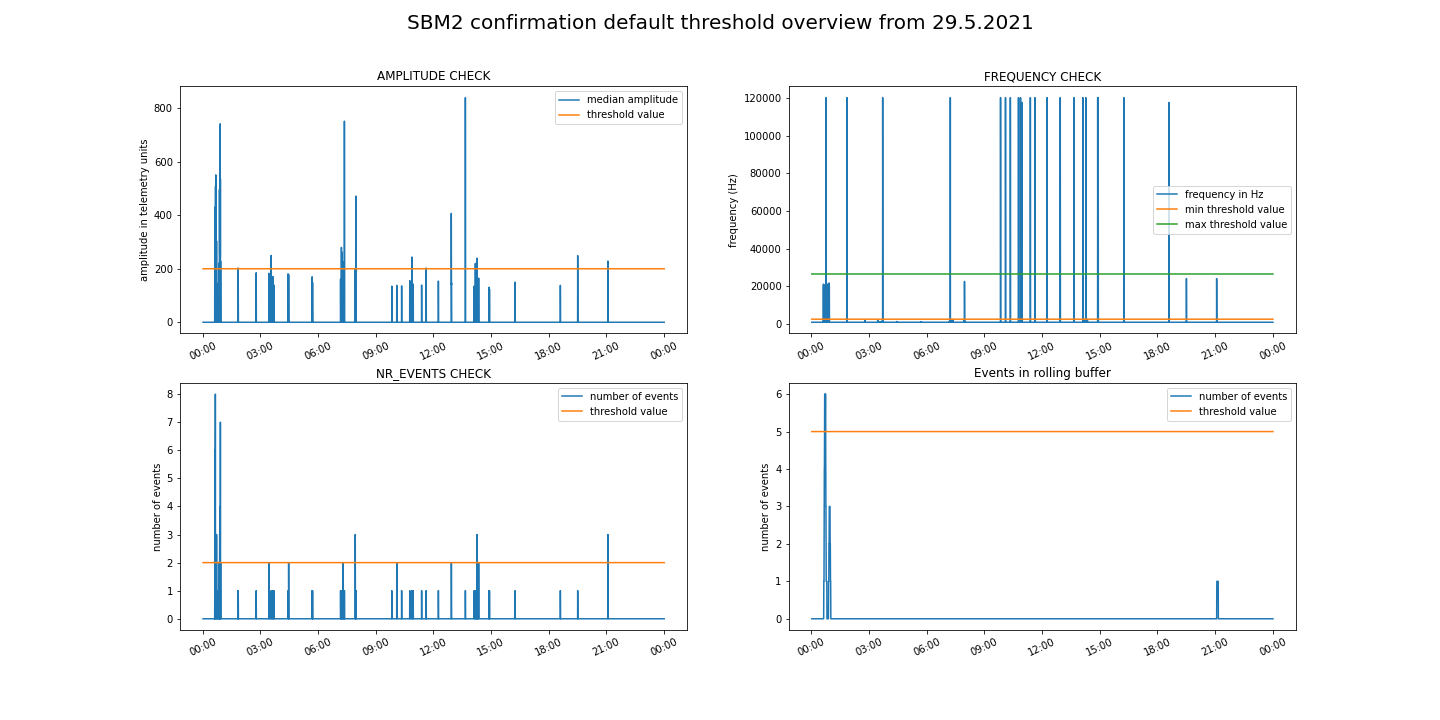 SBM2 confirmation default threshold overview from 29.5.2021
AMPLITUDE CHECK
amplitude in telemetry units
800
600
400
200
0
median amplitude
threshold value
00:00 03:00 06:00 09:00 12:00 15:00 18:00 21:00 00:00
FREQUENCY CHECK
frequency (Hz)
120000
100000
80000
60000
40000
20000
0
frequency in Hz
min threshold value
max threshold value
00:00 03:00 06:00 09:00 12:00 15:00 18:00 21:00 00:00
NR_EVENTS CHECK
number of events
8
7
6
5
4
3
2
1
0
number of events
threshold value
00:00 03:00 06:00 09:00 12:00 15:00 18:00 21:00 00:00
Events in rolling buffer
number of events
6
5
4
3
2
1
0
number of events
threshold value
00:00 03:00 06:00 09:00 12:00 15:00 18:00 21:00 00:00